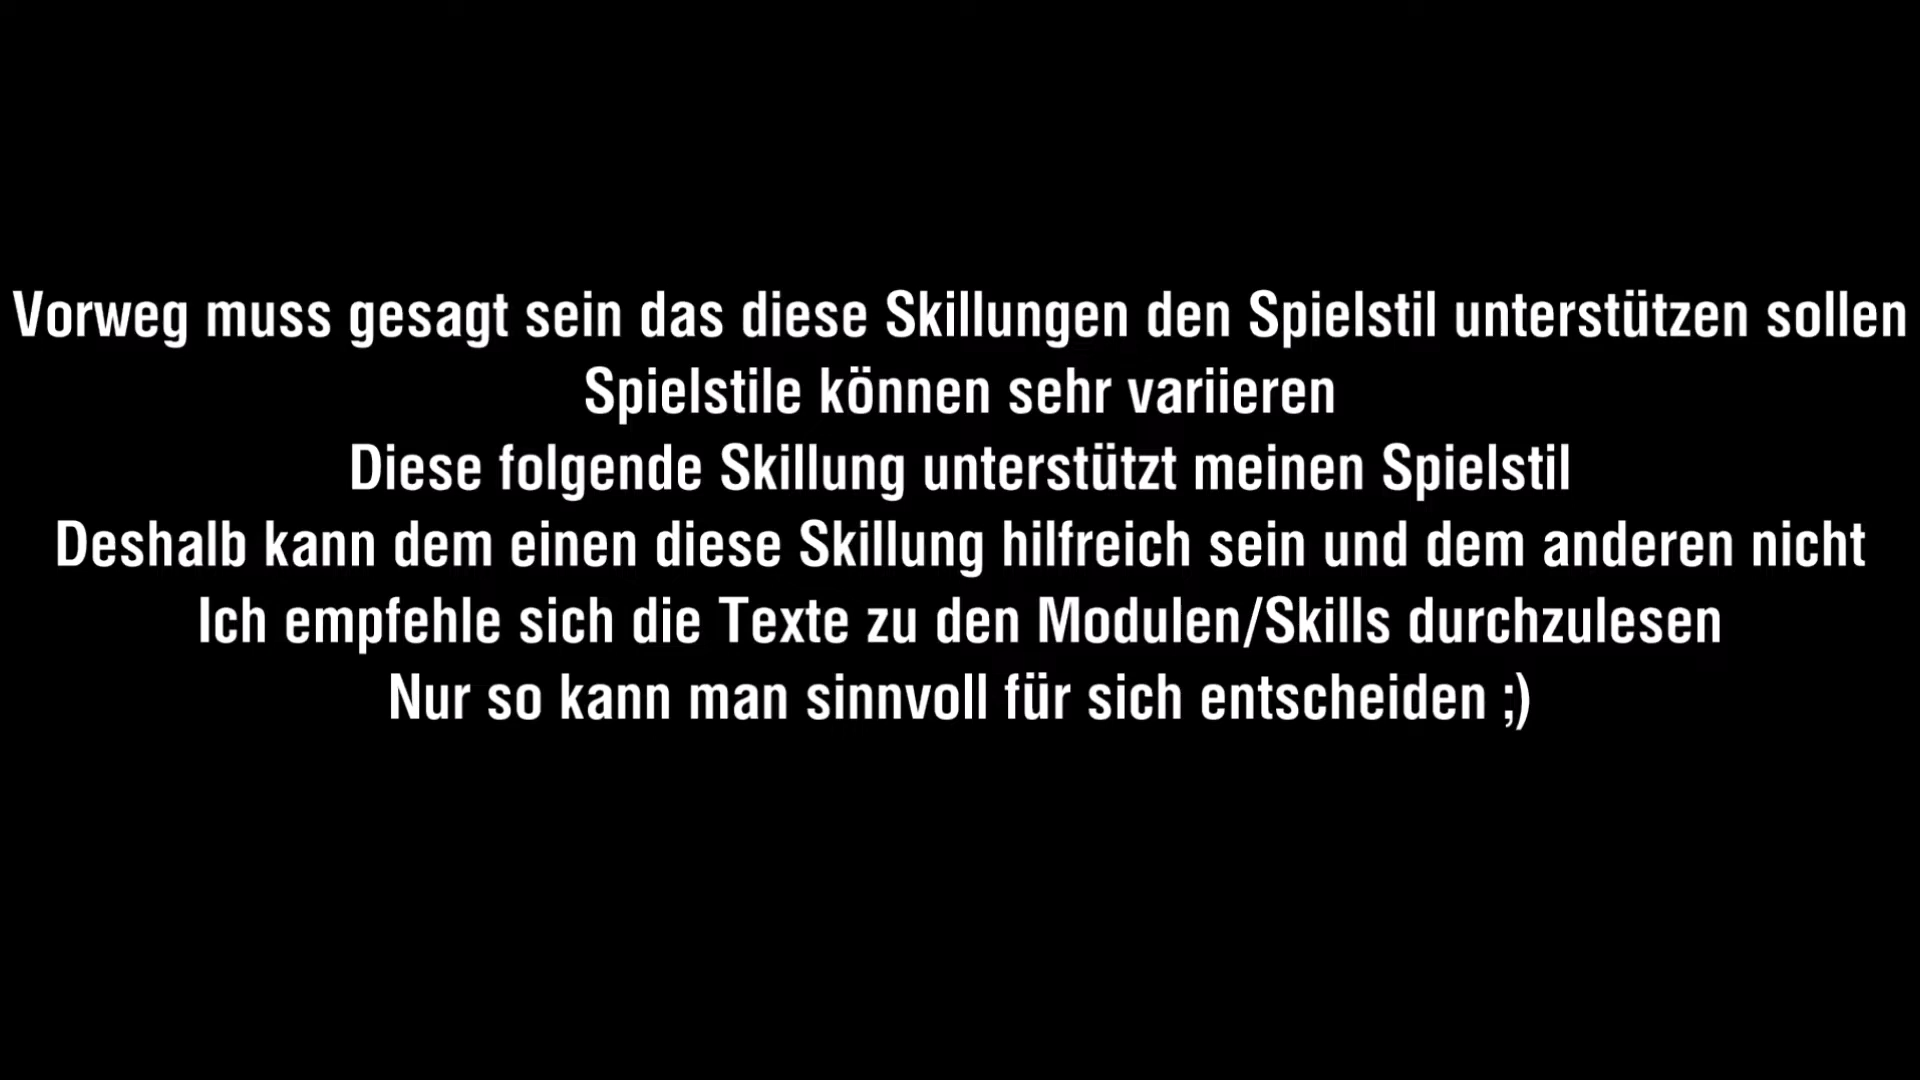 Vorweg muss gesagt sein das diese Skillungen den Spielstil unterstützen sollen
Spielstile können sehr variieren
Diese folgende Skillung unterstützt meinen Spielstil
Deshalb kann dem einen diese Skillung hilfreich sein und dem anderen nicht
Ich empfehle sich die Texte zu den Modulen/Skills durchzulesen
Nur so kann man sinnvoll für sich entscheiden ;)